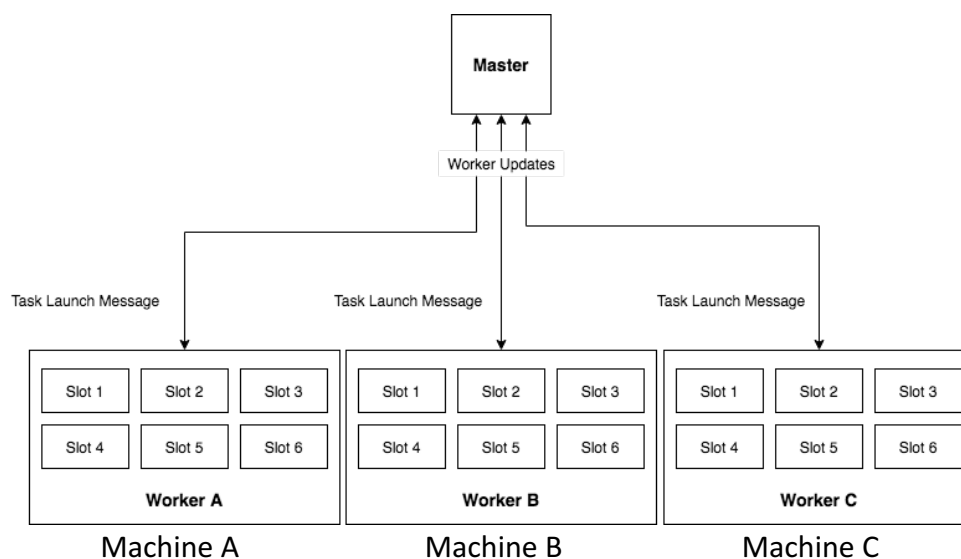 Master
Worker Updates
Task Launch Message
Task Launch Message
Task Launch Message
Slot 1
Slot 2
Slot 3
Slot 4
Slot 5
Slot 6
Worker A
Slot 1
Slot 2
Slot 3
Slot 4
Slot 5
Slot 6
Worker B
Slot 1
Slot 2
Slot 3
Slot 4
Slot 5
Slot 6
Worker C
Machine A
Machine B
Machine C